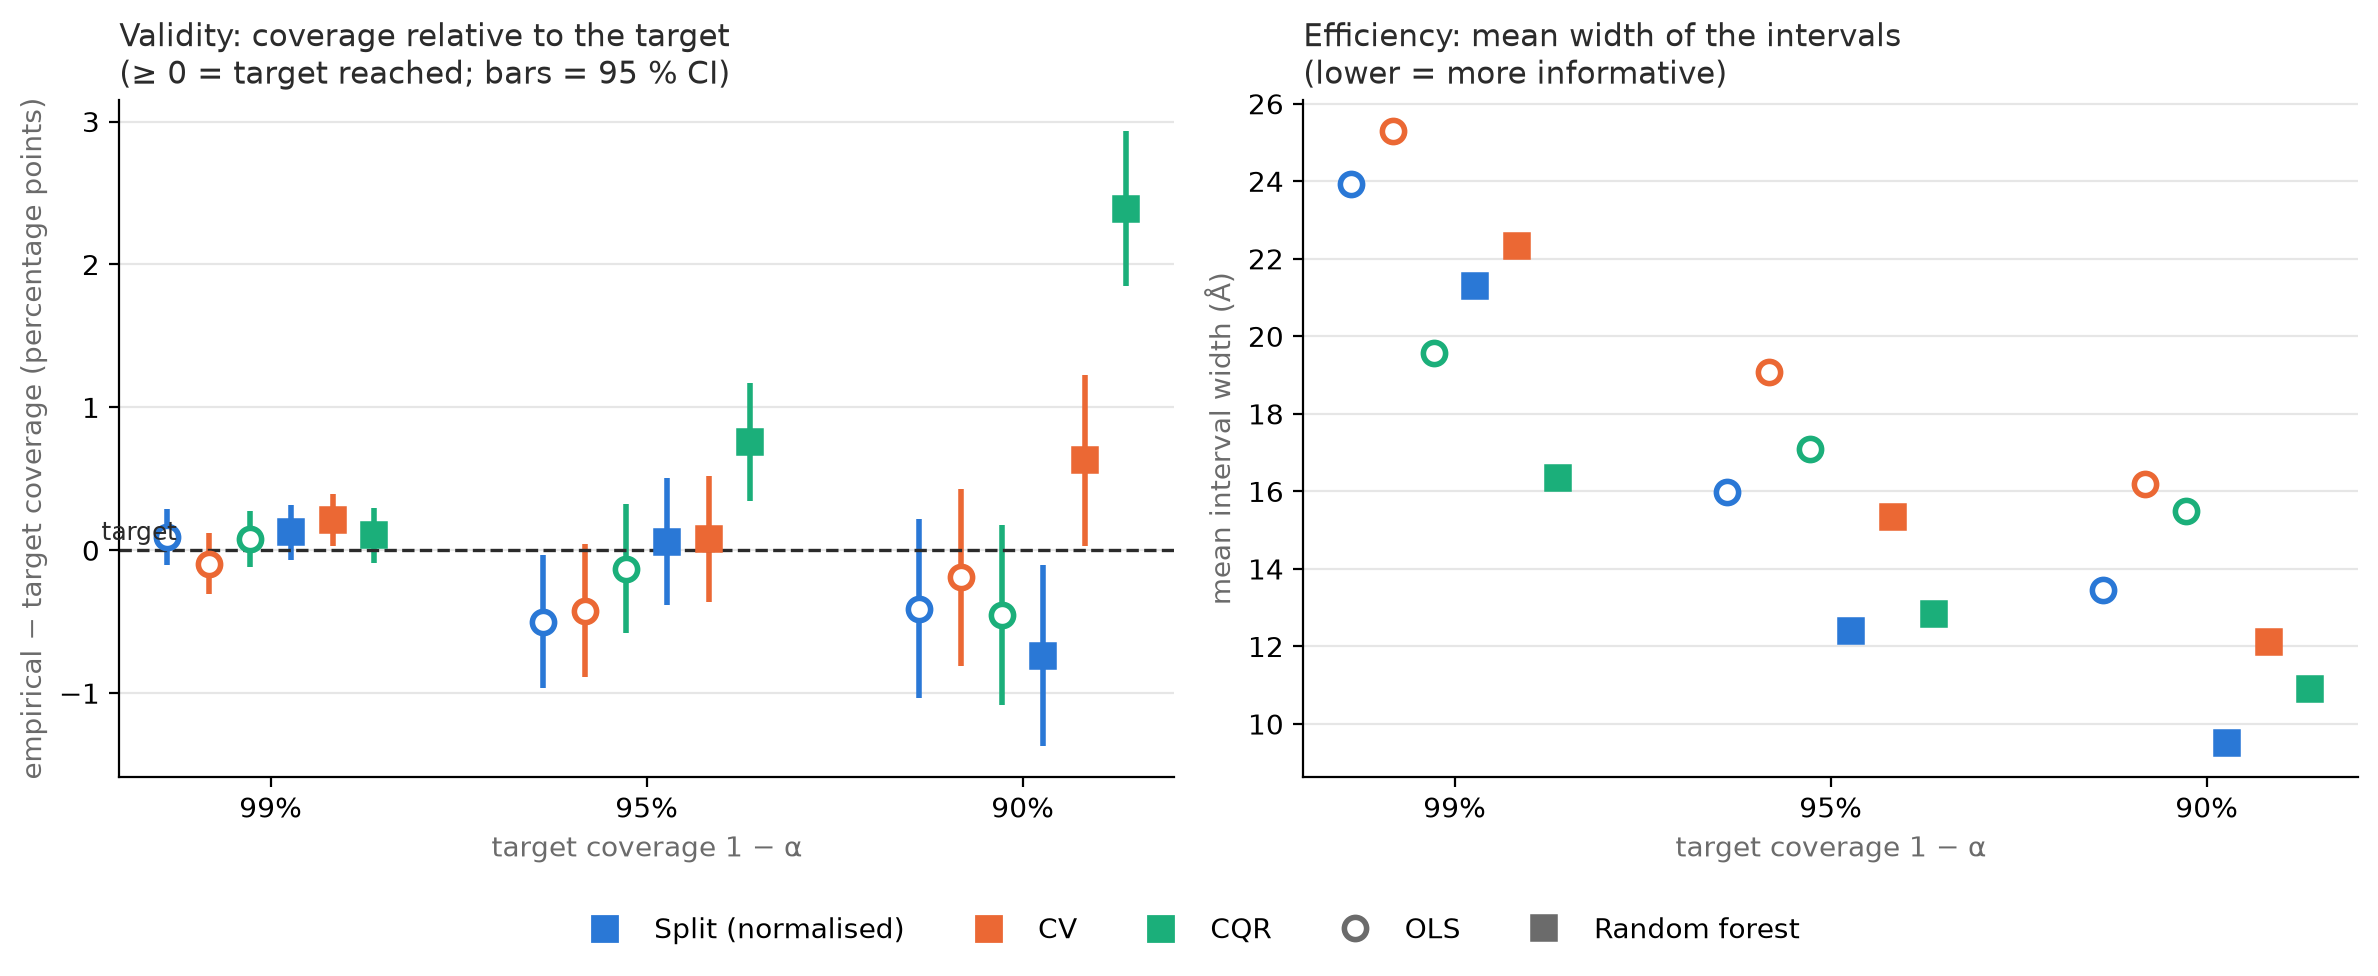 Validity: coverage relative to the target
(≥ 0 = target reached; bars = 95 % CI)
empirical − target coverage (percentage points)
3
2
1
0
−1
target
99%
95%
90%
target coverage 1 − α
Efficiency: mean width of the intervals
(lower = more informative)
mean interval width (Å)
26
24
22
20
18
16
14
12
10
99%
95%
90%
target coverage 1 − α
Split (normalised)
CV
CQR
OLS
Random forest